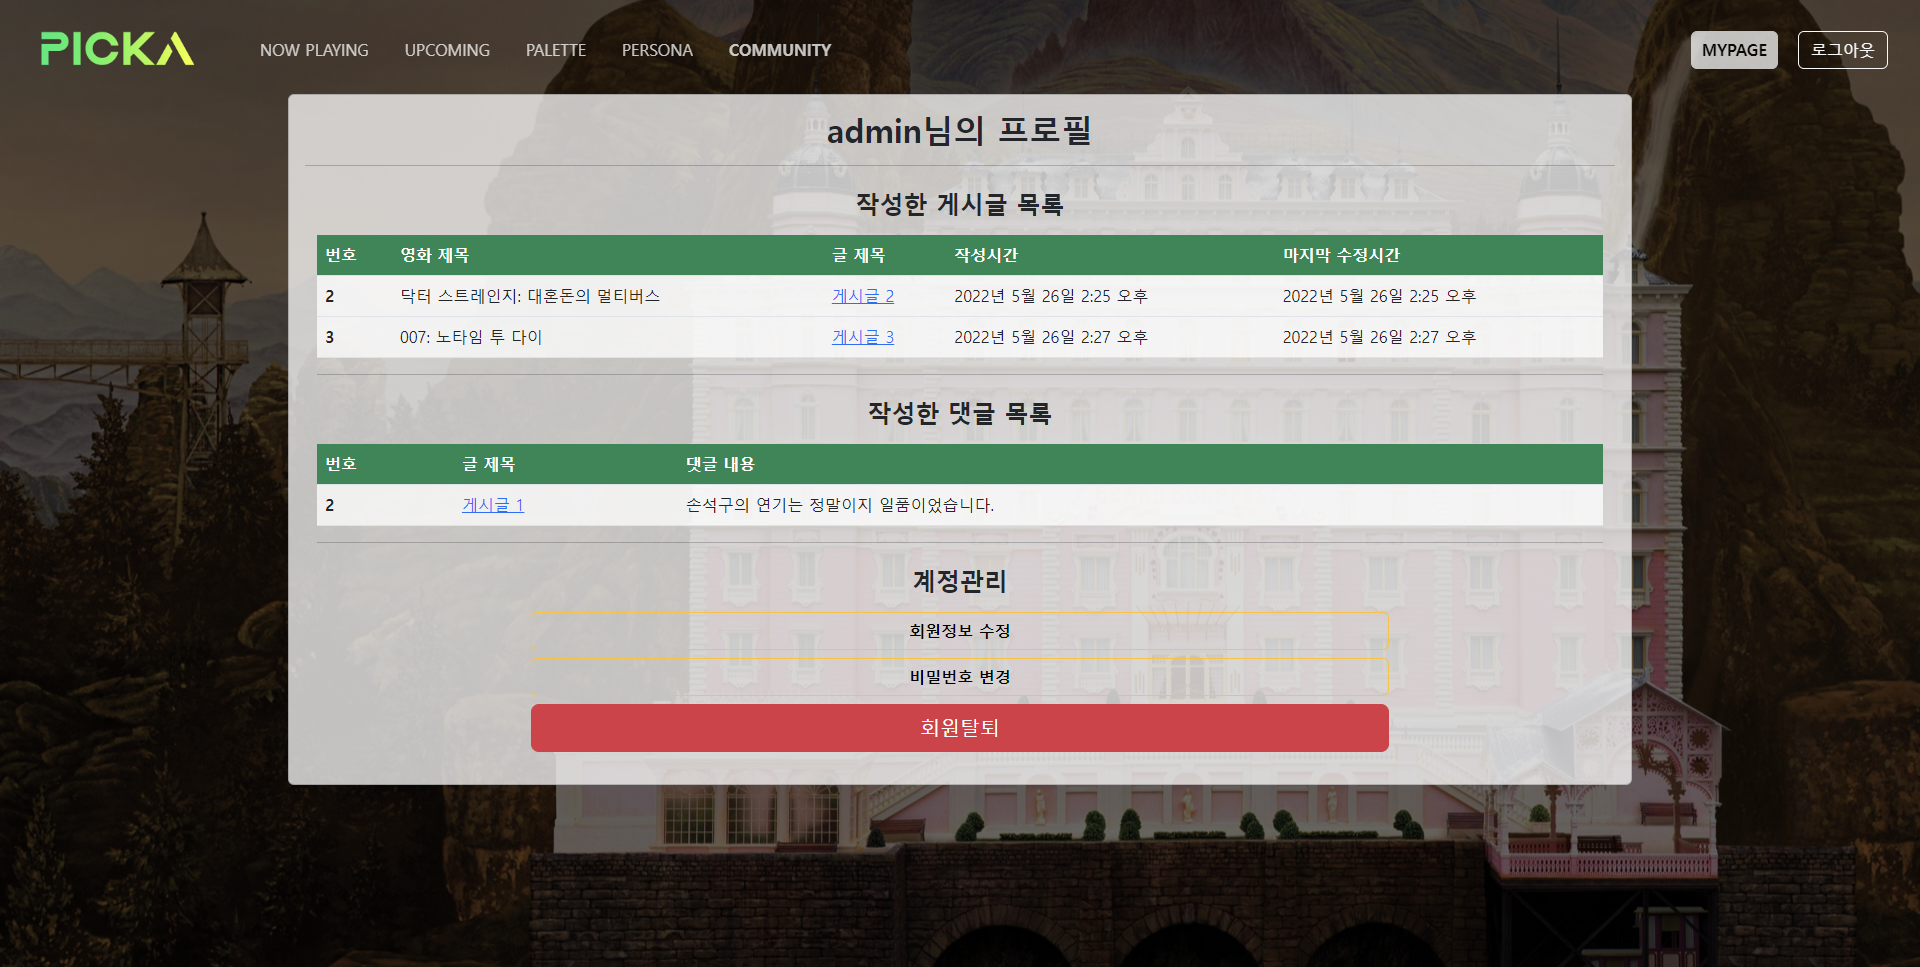 PICKA NOW PLAYING UPCOMING PALETTE PERSONA COMMUNITY MYPAGE 로그아웃
admin님의 프로필
작성한 게시글 목록
번호 영화 제목 글 제목 작성시간 마지막 수정시간
2 닥터 스트레인지: 대혼돈의 멀티버스 게시글 2 2022년 5월 26일 2:25 오후 2022년 5월 26일 2:25 오후
3 007: 노타임 투 다이 게시글 3 2022년 5월 26일 2:27 오후 2022년 5월 26일 2:27 오후
작성한 댓글 목록
번호 글 제목 댓글 내용
2 게시글 1 손석구의 연기는 정말이지 일품이었습니다.
계정관리
회원정보 수정
비밀번호 변경
회원탈퇴